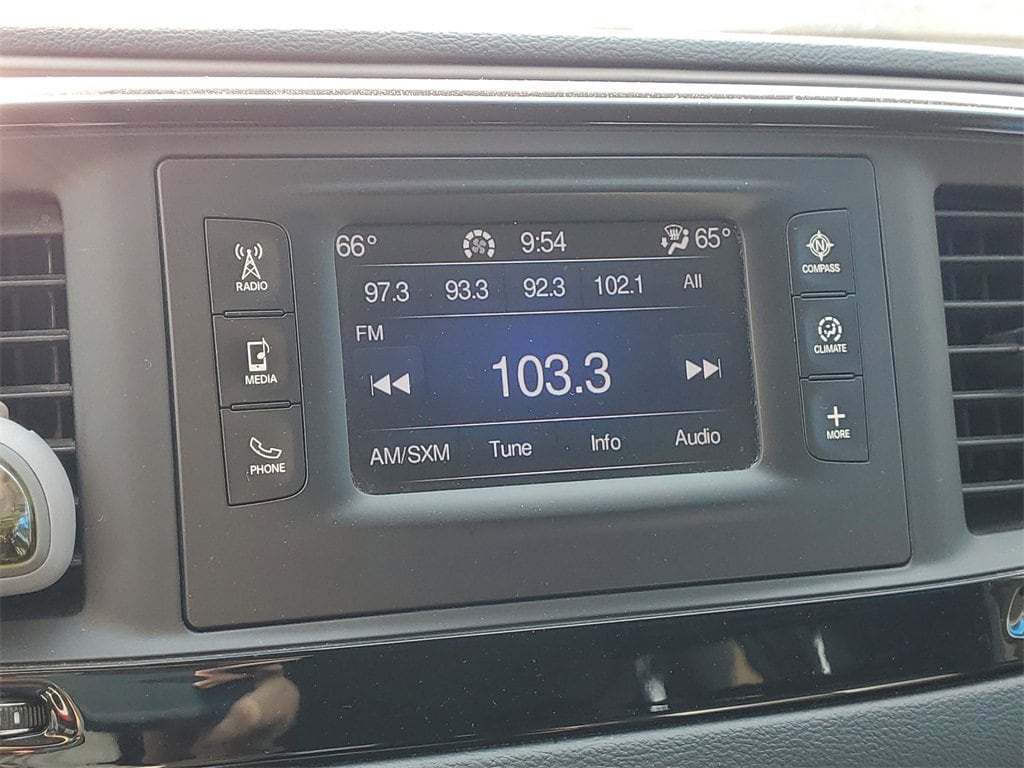 66° 9:54 65°
97.3 93.3 92.3 102.1 All
FM
103.3
AM/SXM Tune Info Audio
RADIO
MEDIA
PHONE
N
COMPASS
CLIMATE
MORE